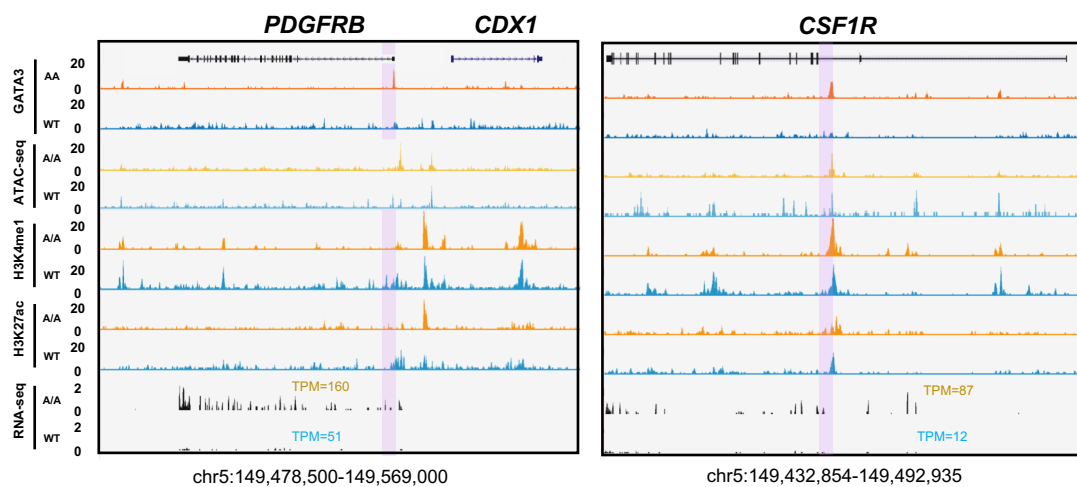 PDGFRB CDX1 CSF1R
GATA3
AA
20
0
WT
20
0
ATAC-seq
A/A
20
0
WT
20
0
H3K4me1
A/A
20
0
WT
20
0
H3K27ac
A/A
20
0
WT
20
0
RNA-seq
A/A
2
0
WT
2
0
TPM=160
TPM=51
TPM=87
TPM=12
chr5:149,478,500-149,569,000
chr5:149,432,854-149,492,935